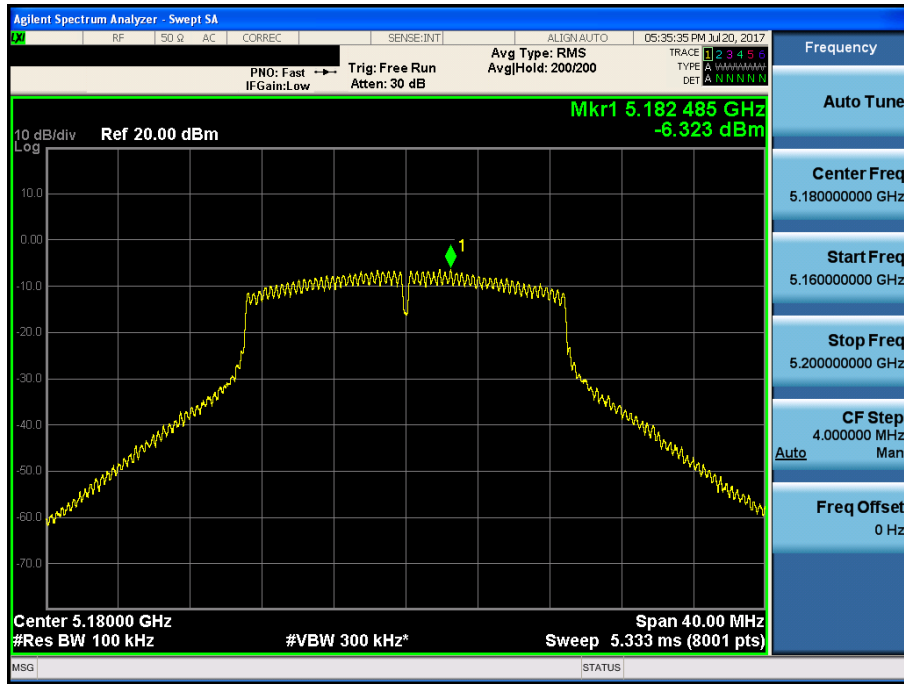 Agilent Spectrum Analyzer - Swept SA
LXI RF 50 Ω AC CORREC SENSE:INT ALIGN AUTO 05:35:35 PM Jul 20, 2017
PNO: Fast
IFGain:Low
Trig: Free Run
Atten: 30 dB
Avg Type: RMS
Avg|Hold: 200/200
TRACE 1 2 3 4 5 6
TYPE A WWWWW
DET A N N N N N
Mkr1 5.182 485 GHz
-6.323 dBm
10 dB/div Ref 20.00 dBm
Log
10.0
0.00
-10.0
-20.0
-30.0
-40.0
-50.0
-60.0
-70.0
1
Center 5.18000 GHz Span 40.00 MHz
#Res BW 100 kHz #VBW 300 kHz* Sweep 5.333 ms (8001 pts)
MSG STATUS
Frequency
Auto Tune
Center Freq
5.180000000 GHz
Start Freq
5.160000000 GHz
Stop Freq
5.200000000 GHz
CF Step
4.000000 MHz
Auto Man
Freq Offset
0 Hz